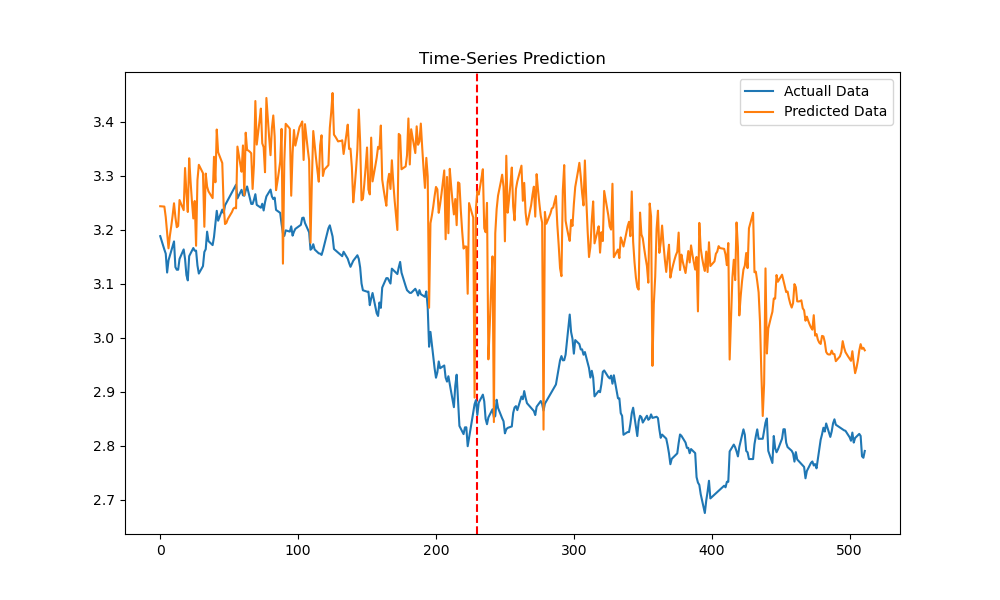 Time-Series Prediction
Actuall Data
Predicted Data
3.4
3.3
3.2
3.1
3.0
2.9
2.8
2.7
0 100 200 300 400 500